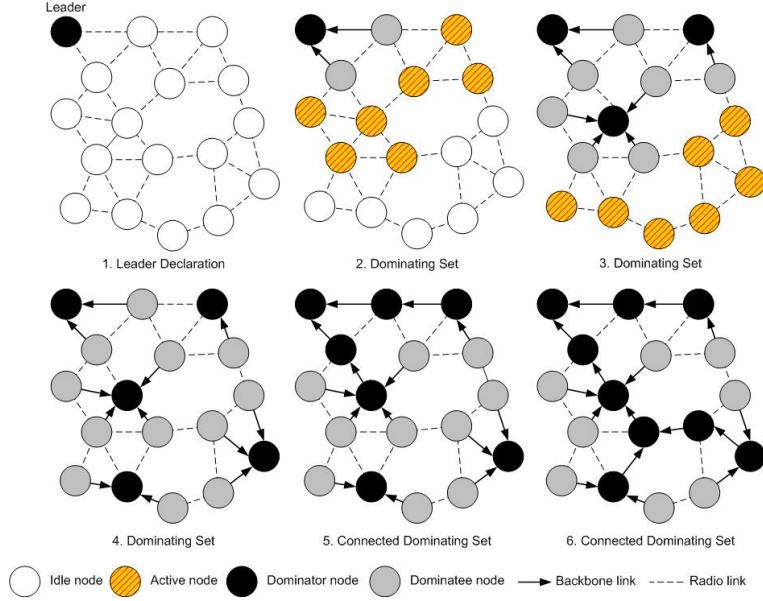 Leader
1. Leader Declaration
2. Dominating Set
3. Dominating Set
4. Dominating Set
5. Connected Dominating Set
6. Connected Dominating Set
Idle node
Active node
Dominator node
Dominatee node
Backbone link
Radio link